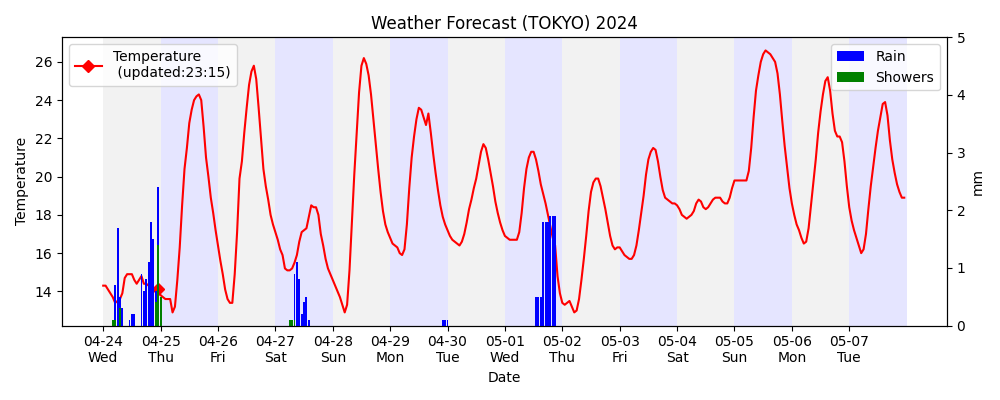 Weather Forecast (TOKYO) 2024
Temperature
(updated:23:15)
Rain
Showers
Temperature
26
24
22
20
18
16
14
5
4
3
2
1
0
mm
04-24 04-25 04-26 04-27 04-28 04-29 04-30 05-01 05-02 05-03 05-04 05-05 05-06 05-07
Wed Thu Fri Sat Sun Mon Tue Wed Thu Fri Sat Sun Mon Tue
Date